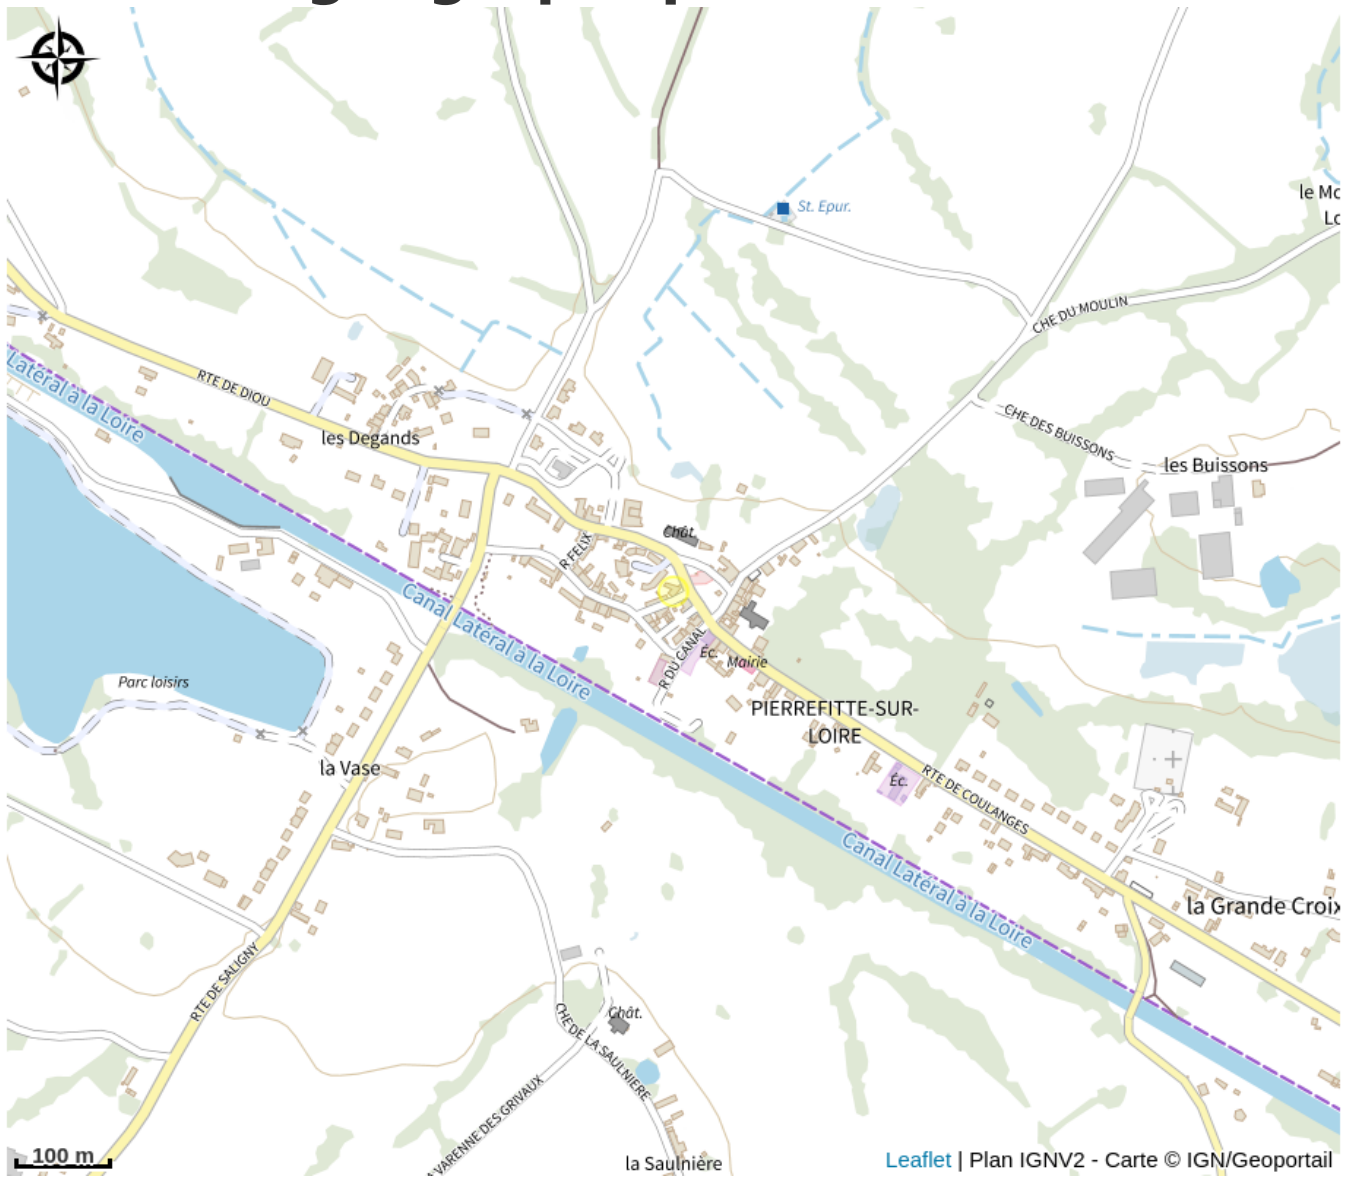 St. Epur.
le Mo
Lo
CHE DU MOULIN
Latéral à la Loire
RTE DE DIOU
les Degands
CHE DES BUISSONS
les Buissons
Chât.
R FELIX
Canal Latéral à la Loire
R DU CANAL
Éc.
Mairie
Parc loisirs
PIERREFITTE-SUR-
LOIRE
la Vase
Éc.
RTE DE COULANGES
Canal Latéral à la Loire
la Grande Croix
RTE DE SALIGNY
Chât.
CHE DE LA SAULNIERE
VARENNE DES GRIVAUX
la Saulnière
100 m
Leaflet | Plan IGNV2 - Carte © IGN/Geoportail